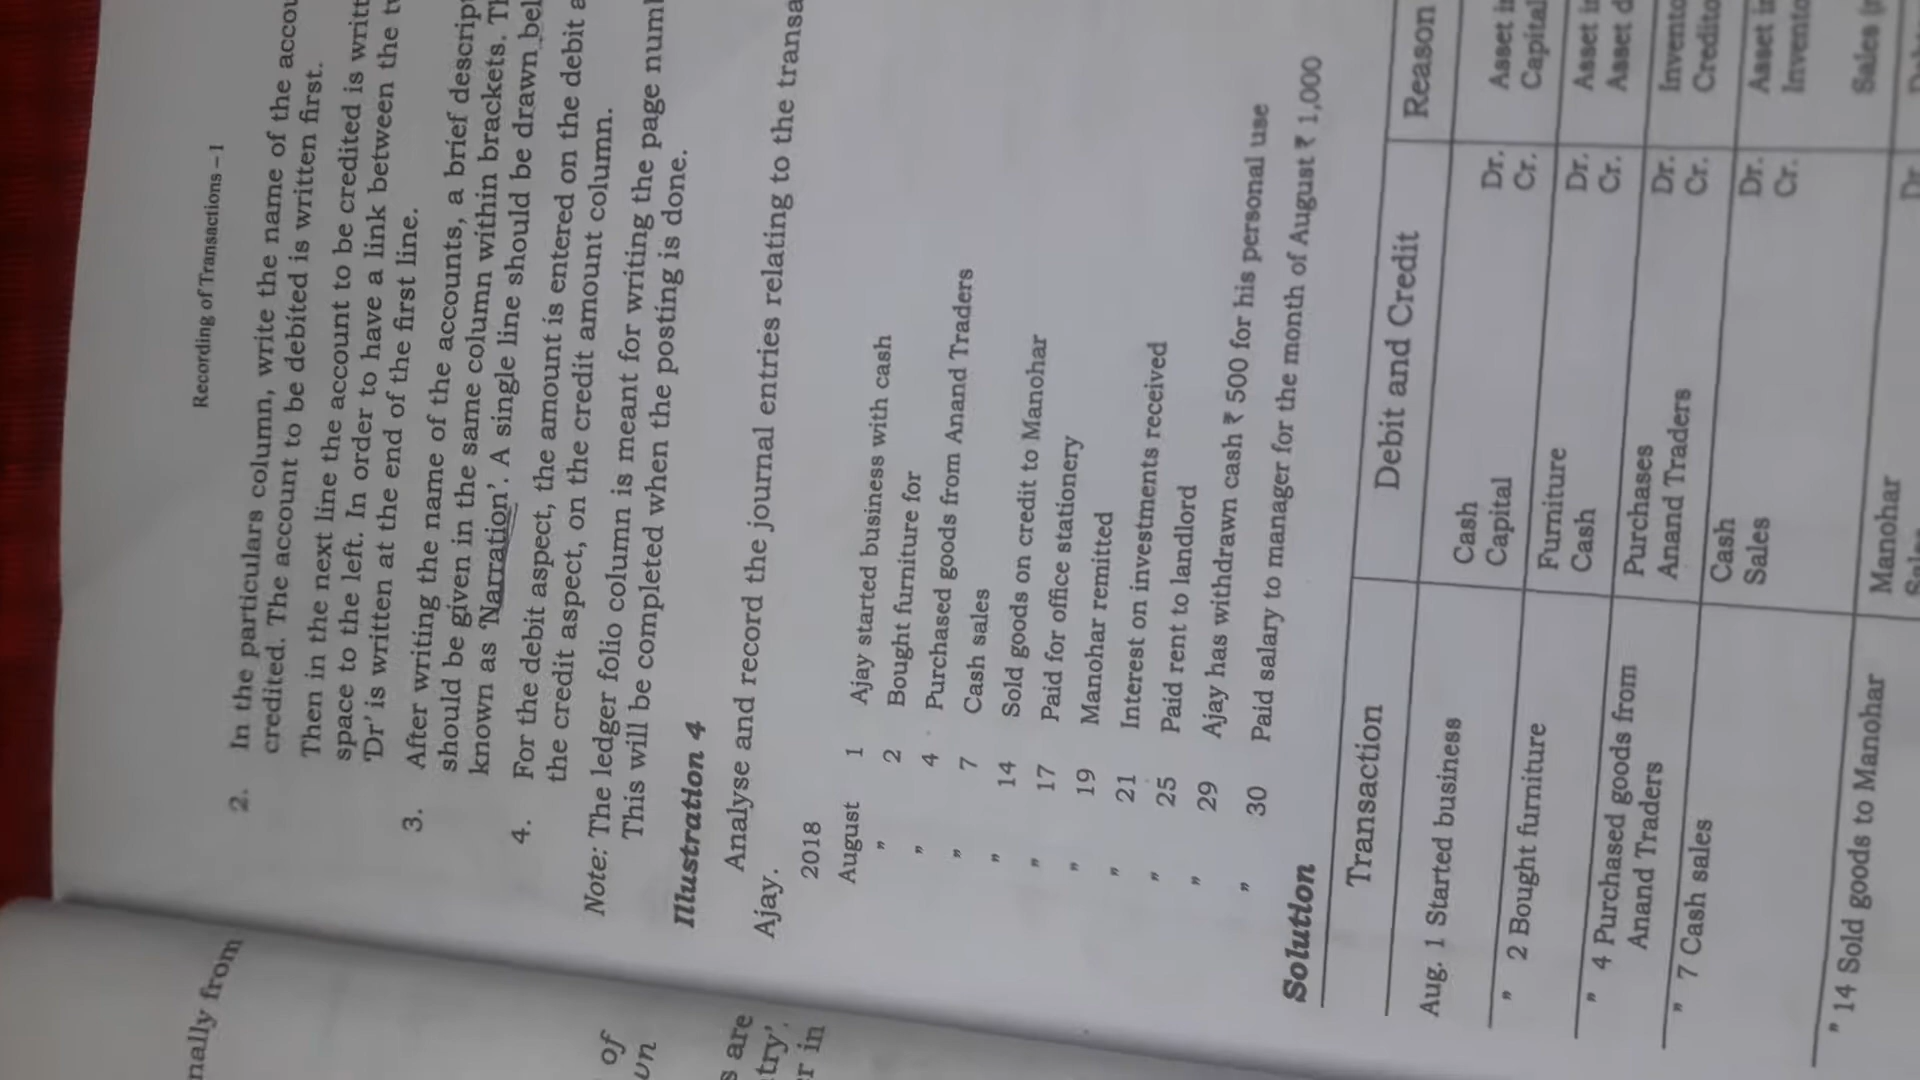 nally from
of
un
s are
try'.
r in
Recording of Transactions – 1
2. In the particulars column, write the name of the
credited. The account to be debited is written first.
Then in the next line the account to be credited is
space to the left. In order to have a link between the
'Dr' is written at the end of the first line.
3. After writing the name of the accounts, a brief
should be given in the same column within brackets.
known as 'Narration'. A single line should be drawn
4. For the debit aspect, the amount is entered on the debit
the credit aspect, on the credit amount column.
Note: The ledger folio column is meant for writing the page
This will be completed when the posting is done.
Illustration 4
Analyse and record the journal entries relating to the
Ajay.
2018
August 1 Ajay started business with cash
" 2 Bought furniture for
" 4 Purchased goods from Anand Traders
" 7 Cash sales
" 14 Sold goods on credit to Manohar
" 17 Paid for office stationery
" 19 Manohar remitted
" 21 Interest on investments received
" 25 Paid rent to landlord
" 29 Ajay has withdrawn cash ₹ 500 for his personal use
" 30 Paid salary to manager for the month of August ₹ 1,000
Solution
Transaction Debit and Credit Reason
Aug. 1 Started business Cash Dr. Asset
Capital Cr. Capital
" 2 Bought furniture Furniture Dr. Asset
Cash Cr. Asset
" 4 Purchased goods from Purchases Dr.
Anand Traders Anand Traders Cr.
" 7 Cash sales Cash Dr. Asset
Sales Cr.
" 14 Sold goods to Manohar Manohar Dr. Sales